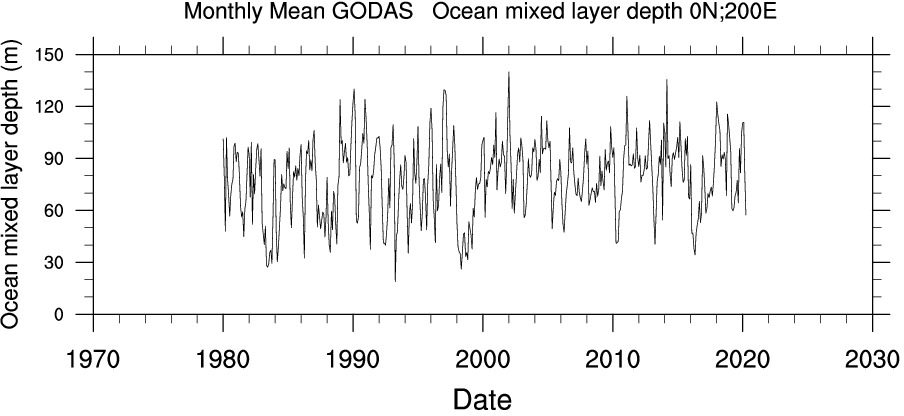 Monthly Mean GODAS Ocean mixed layer depth 0N;200E
Ocean mixed layer depth (m)
150
120
90
60
30
0
1970 1980 1990 2000 2010 2020 2030
Date